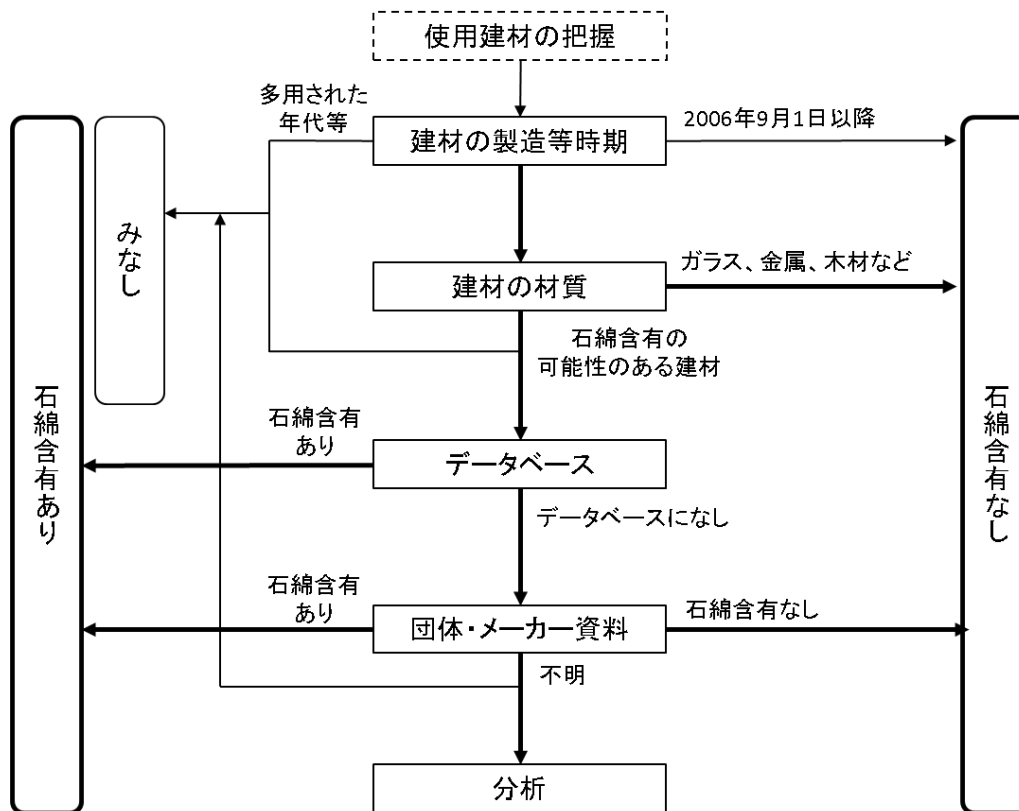 使用建材の把握
多用された
年代等
建材の製造等時期
2006年9月1日以降
みなし
建材の材質
ガラス、金属、木材など
石綿含有の
可能性のある建材
石綿含有あり
石綿含有なし
石綿含有
あり
データベース
データベースになし
石綿含有
あり
団体・メーカー資料
石綿含有なし
不明
分析